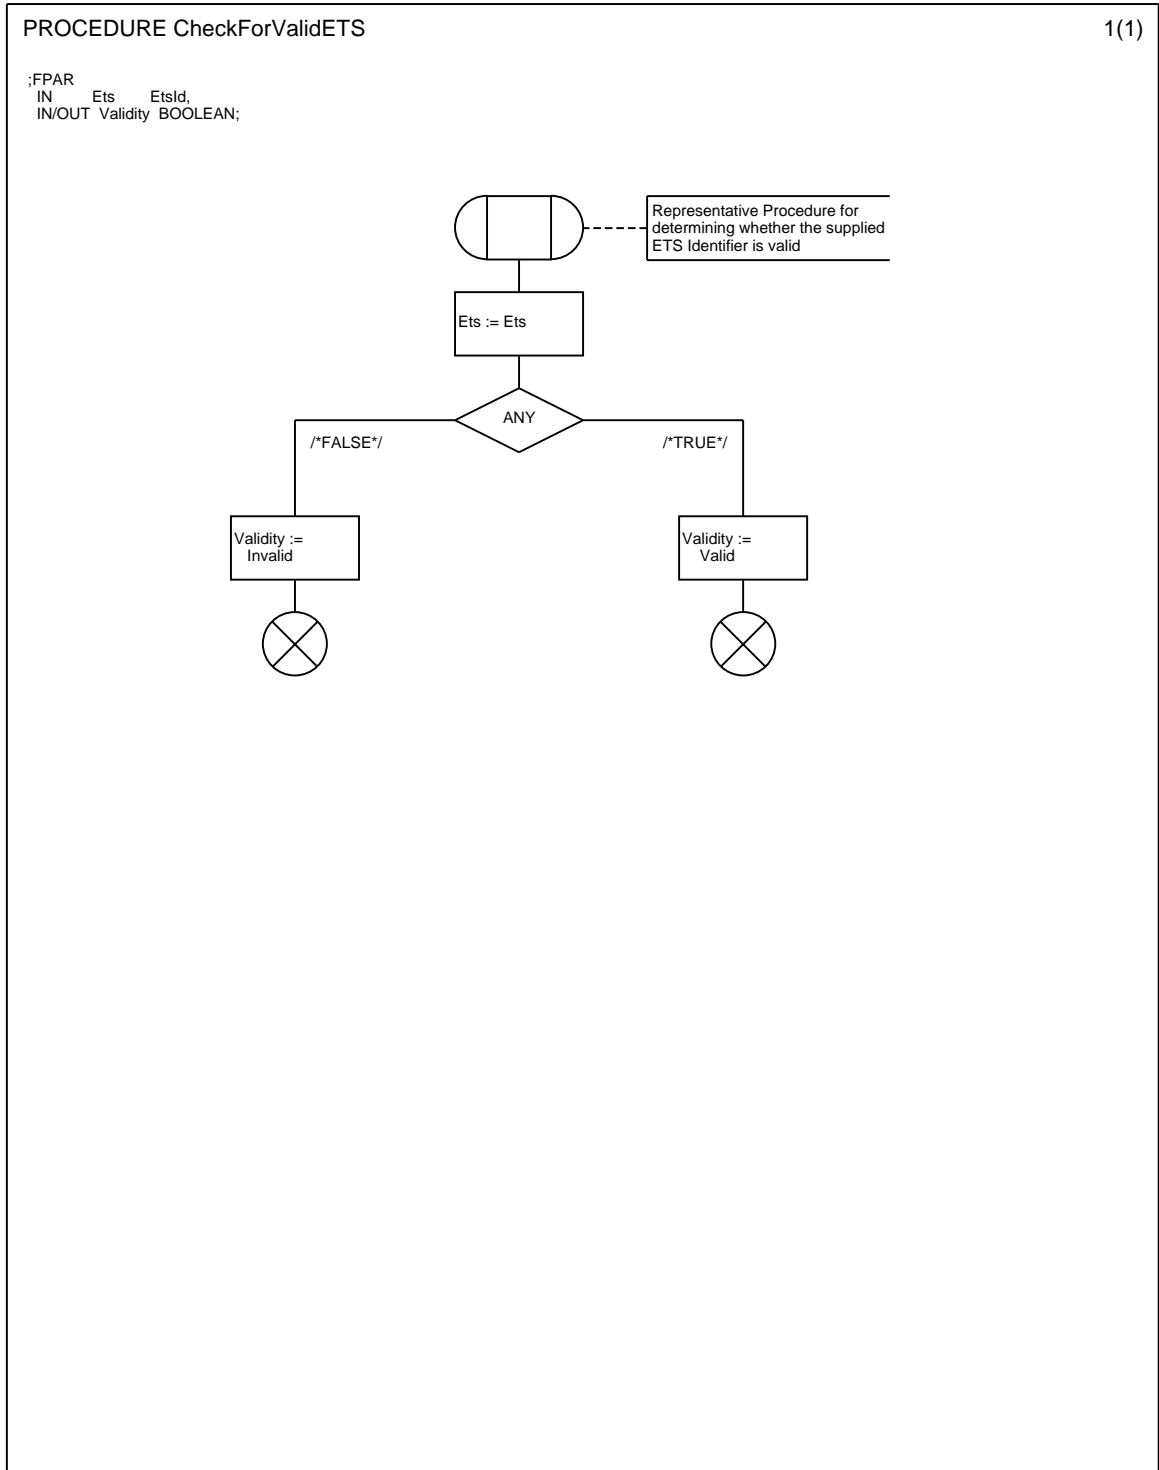 PROCEDURE CheckForValidETS 1(1)
;FPAR
IN Ets EtsId,
IN/OUT Validity BOOLEAN;
Representative Procedure for
determining whether the supplied
ETS Identifier is valid
Ets := Ets
ANY
/*FALSE*/ /*TRUE*/
Validity :=
Invalid
Validity :=
Valid